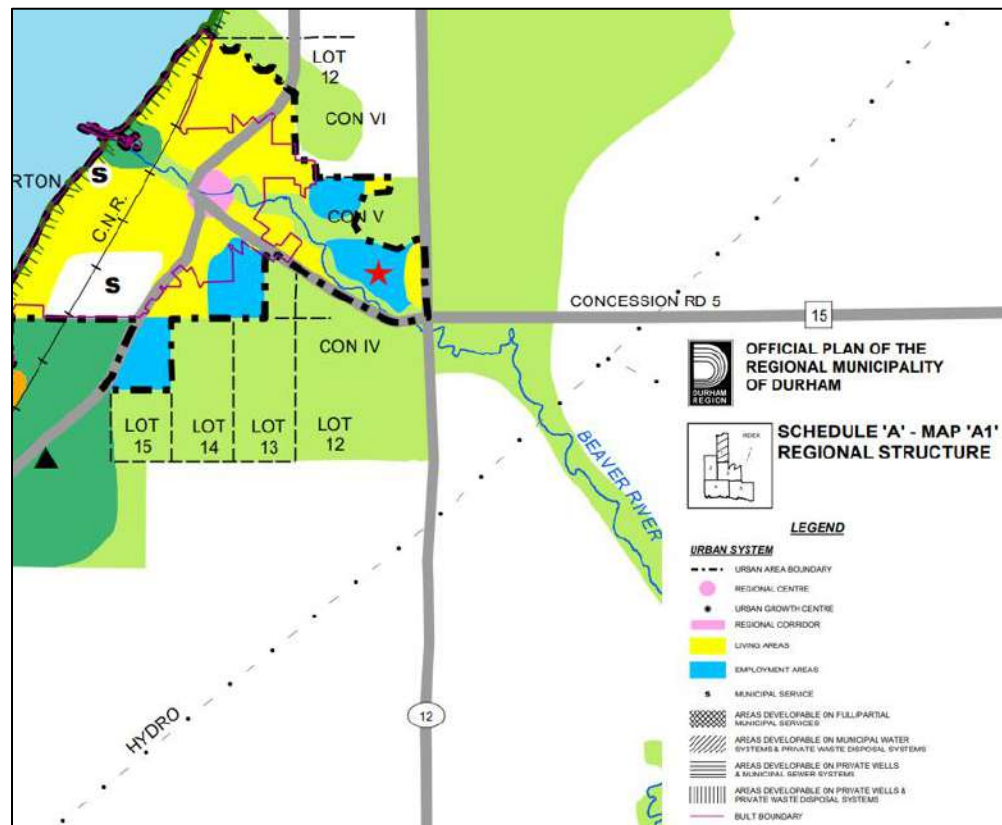 LOT
12
CON VI
RTON
S
C.N.R.
CON V
S
CONCESSION RD 5
15
CON IV
LOT
15
LOT
14
LOT
13
LOT
12
BEAVER RIVER
HYDRO
12
DURHAM
REGION
OFFICIAL PLAN OF THE
REGIONAL MUNICIPALITY
OF DURHAM
INDEX
SCHEDULE 'A' - MAP 'A1'
REGIONAL STRUCTURE
LEGEND
URBAN SYSTEM
URBAN AREA BOUNDARY
REGIONAL CENTRE
URBAN GROWTH CENTRE
REGIONAL CORRIDOR
LIVING AREAS
EMPLOYMENT AREAS
S MUNICIPAL SERVICE
AREAS DEVELOPABLE ON FULL/PARTIAL
MUNICIPAL SERVICES
AREAS DEVELOPABLE ON MUNICIPAL WATER
SYSTEMS & PRIVATE WASTE DISPOSAL SYSTEMS
AREAS DEVELOPABLE ON PRIVATE WELLS
& MUNICIPAL SEWER SYSTEMS
AREAS DEVELOPABLE ON PRIVATE WELLS &
PRIVATE WASTE DISPOSAL SYSTEMS
BUILT BOUNDARY